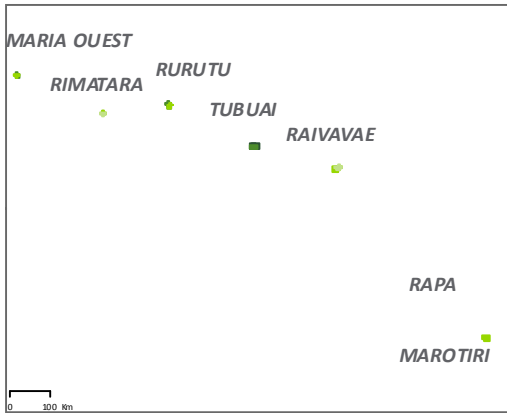 MARIA OUEST
RIMATARA
RURUTU
TUBUAI
RAIVAVAE
RAPA
MAROTIRI
0 100 Km